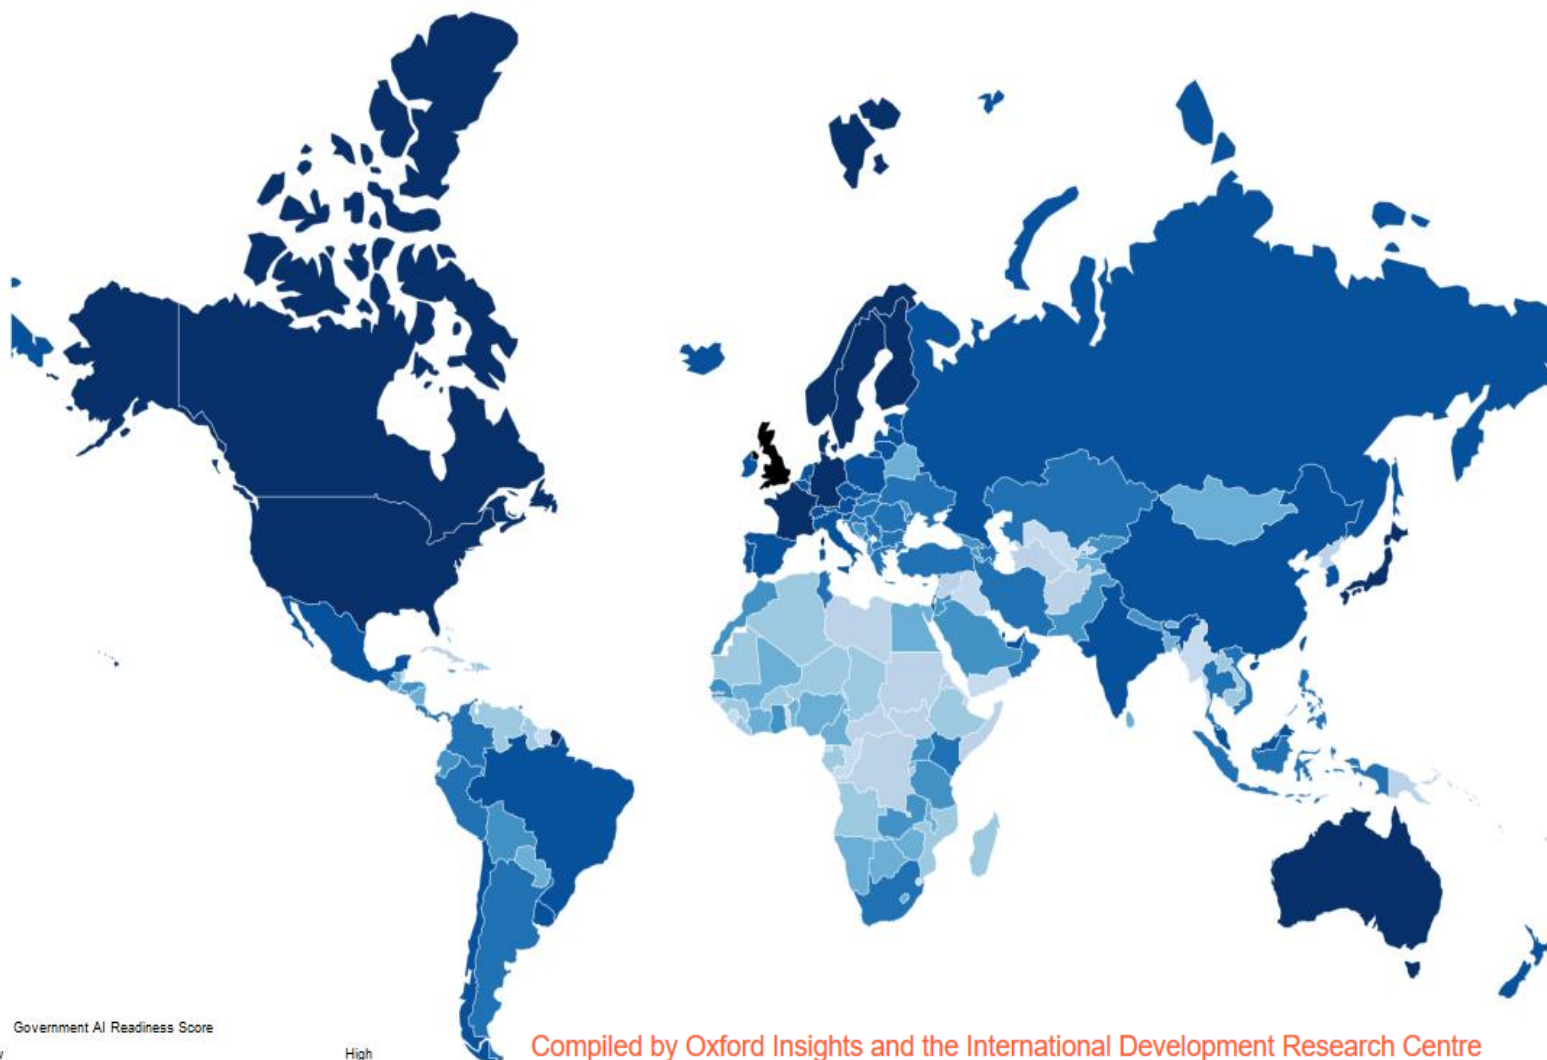 Government AI Readiness Score
High
Compiled by Oxford Insights and the International Development Research Centre